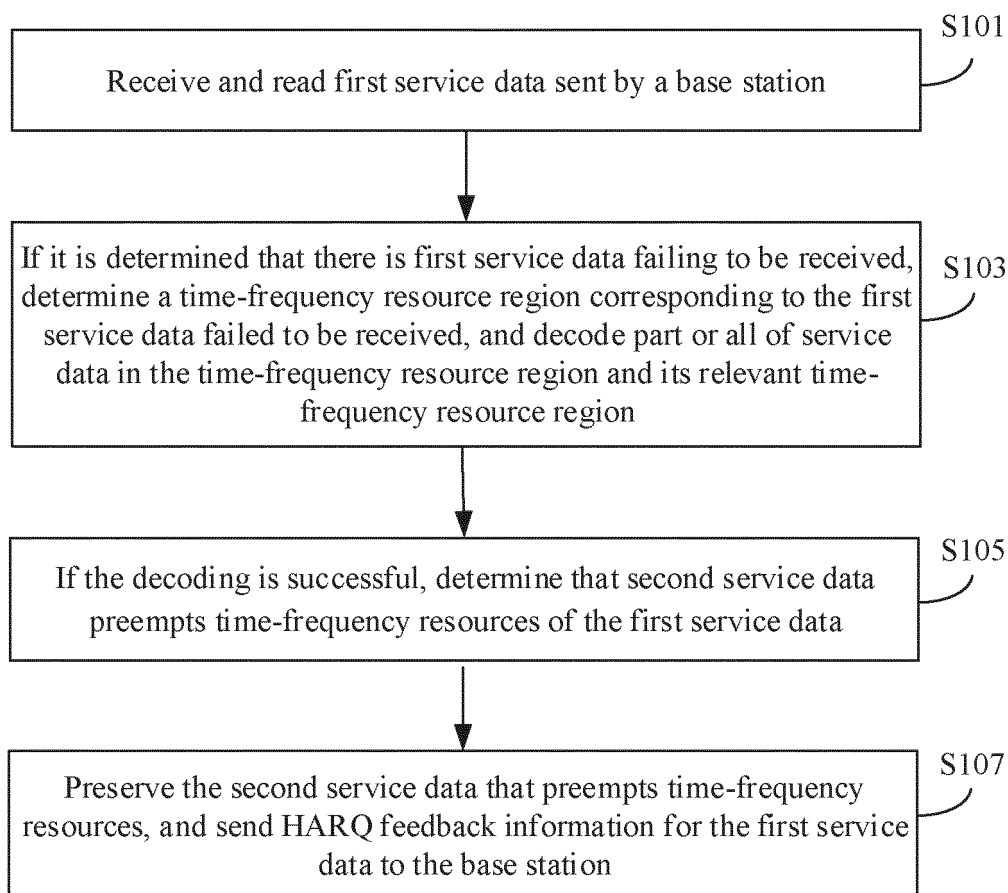 S101
Receive and read first service data sent by a base station
If it is determined that there is first service data failing to be received,
determine a time-frequency resource region corresponding to the first
service data failed to be received, and decode part or all of service
data in the time-frequency resource region and its relevant time-
frequency resource region
S103
If the decoding is successful, determine that second service data
preempts time-frequency resources of the first service data
S105
Preserve the second service data that preempts time-frequency
resources, and send HARQ feedback information for the first service
data to the base station
S107